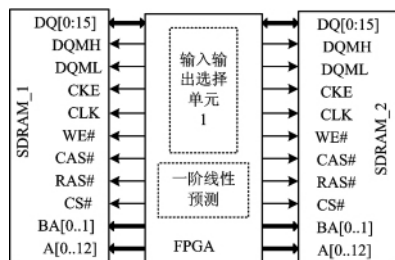 SDRAM_1
DQ[0:15]
DQMH
DQML
CKE
CLK
WE#
CAS#
RAS#
CS#
BA[0..1]
A[0..12]
输入输
出选择
单元
1
一阶线性
预测
FPGA
DQ[0:15]
DQMH
DQML
CKE
CLK
WE#
CAS#
RAS#
CS#
BA[0..1]
A[0..12]
SDRAM_2